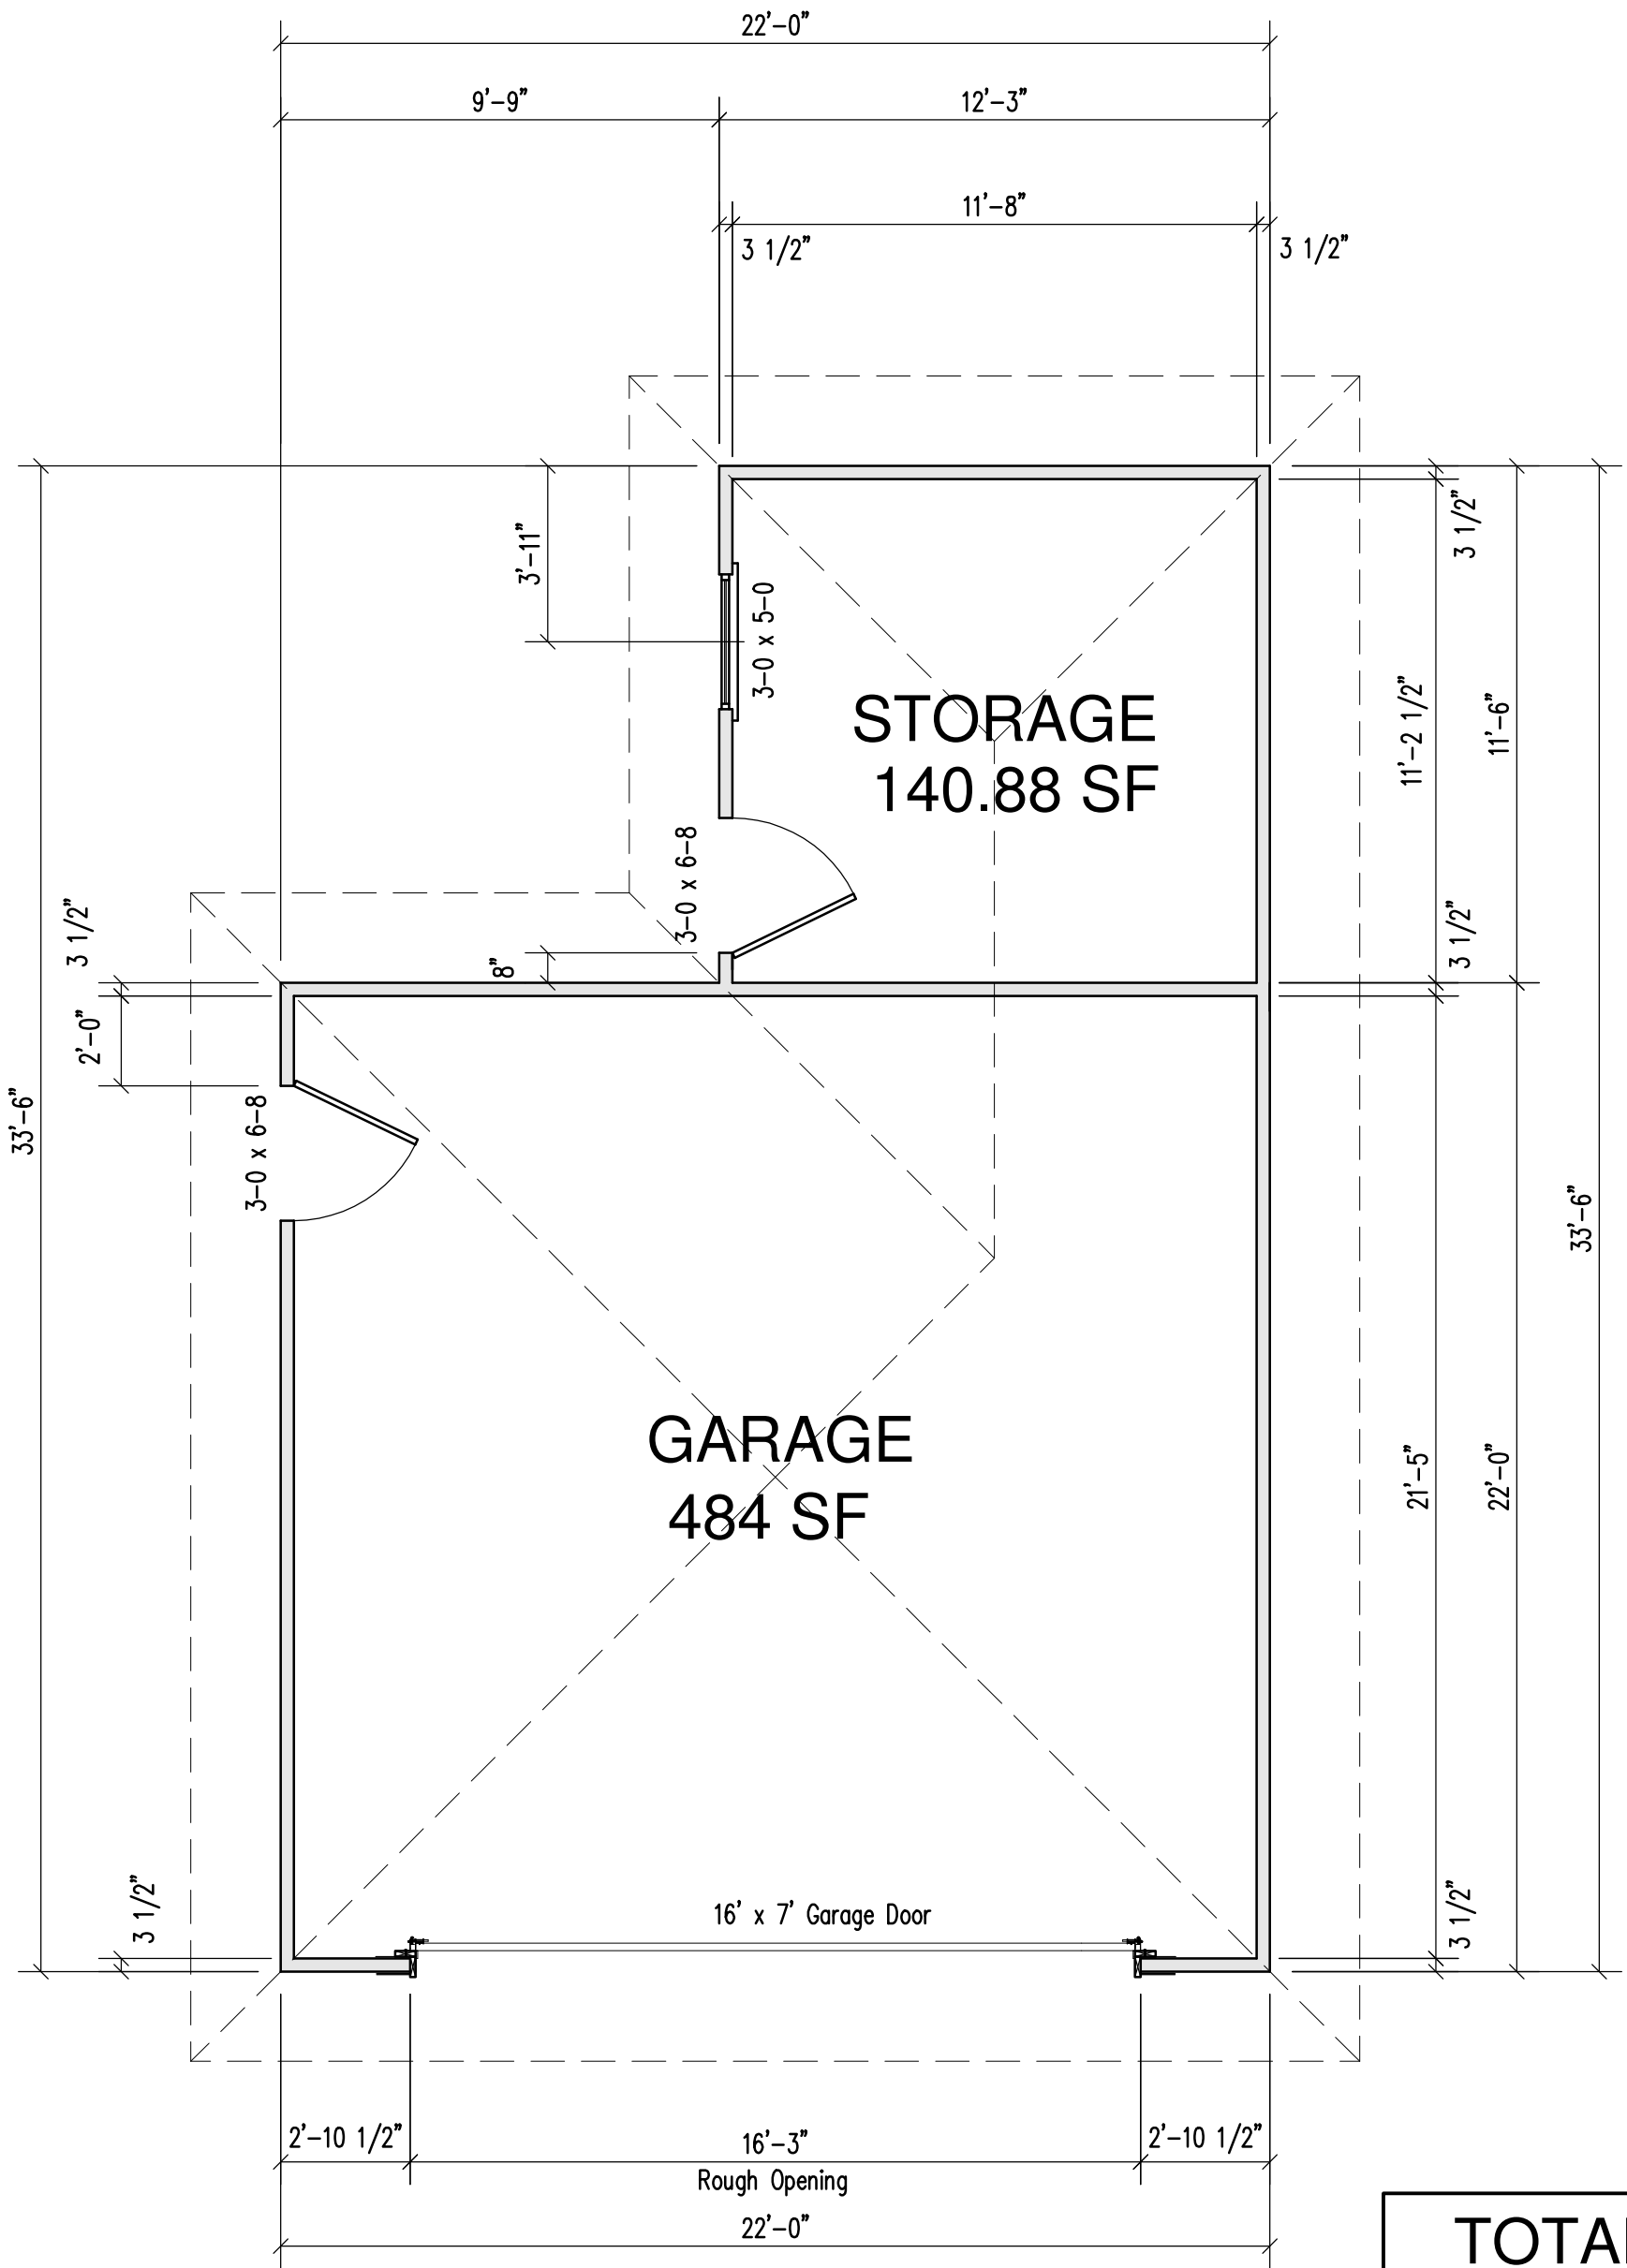 22'-0"
9'-9"
12'-3"
11'-8"
3 1/2"
3 1/2"
3'-11"
3-0 x 5-0
3 1/2"
STORAGE
140.88 SF
11'-2 1/2"
11'-6"
3-0 x 6-8
3 1/2"
8"
3 1/2"
2'-0"
33'-6"
3-0 x 6-8
33'-6"
GARAGE
484 SF
21'-5"
22'-0"
3 1/2"
16' x 7' Garage Door
3 1/2"
2'-10 1/2"
16'-3"
Rough Opening
2'-10 1/2"
22'-0"
TOTAL